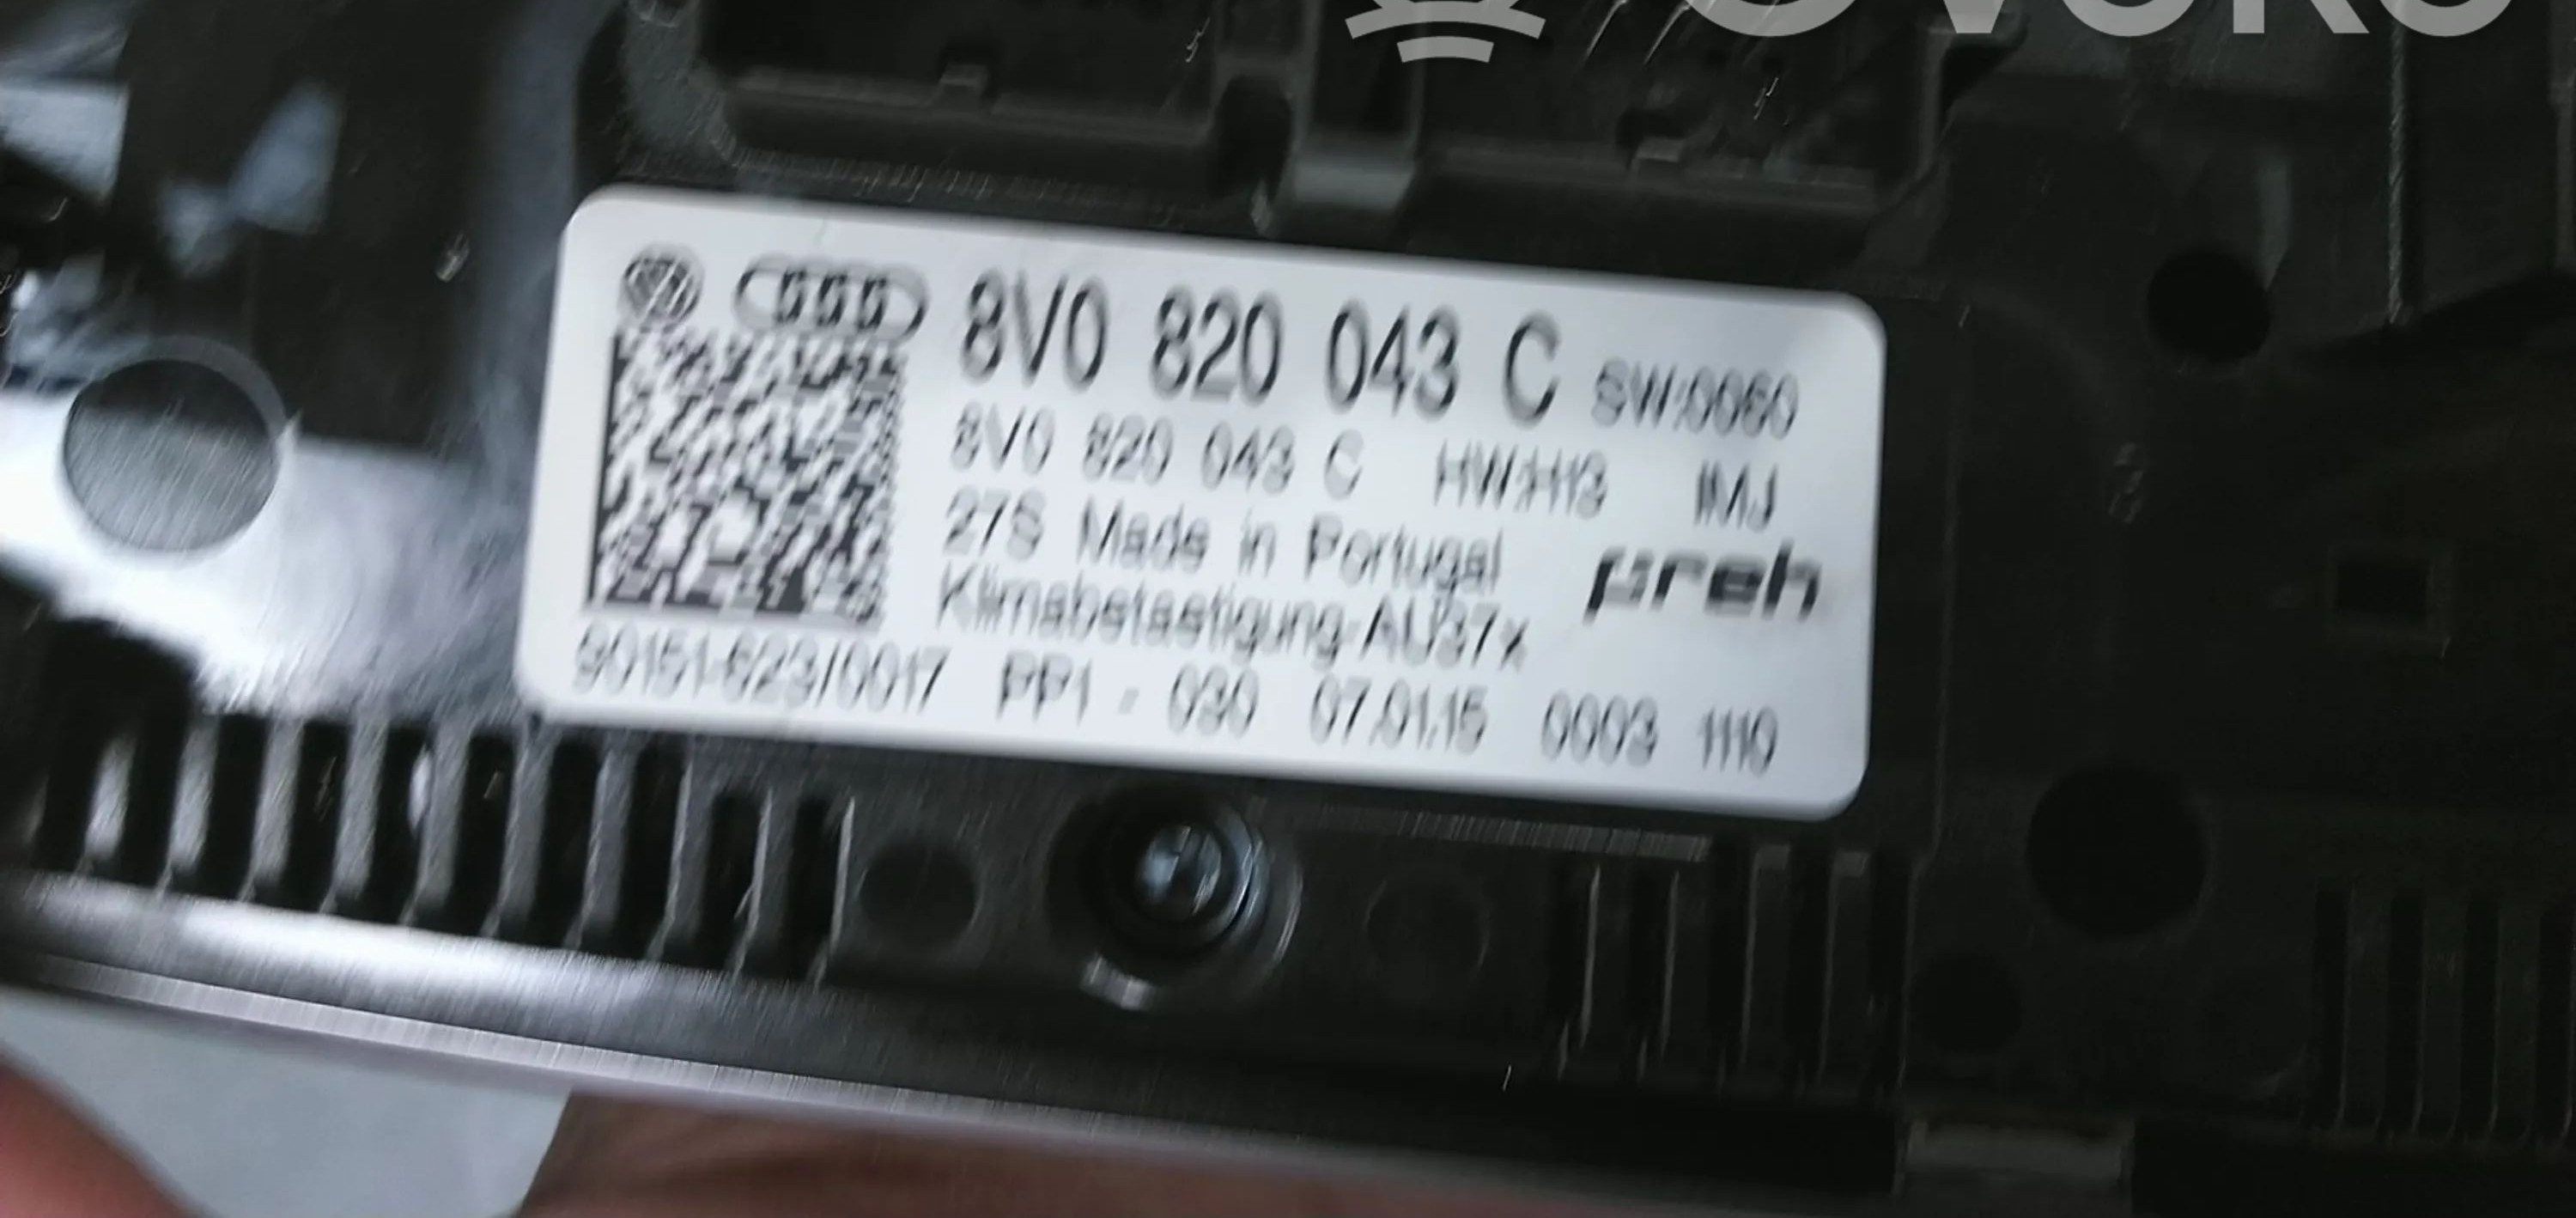 8V0 820 043 C SW:0060
8V0 820 043 C HW:H13 IMJ
27S Made in Portugal
preh
Klimabetaetigung-AU37x
90151-623/0017 PP1 - 030 07.01.15 0003 1110